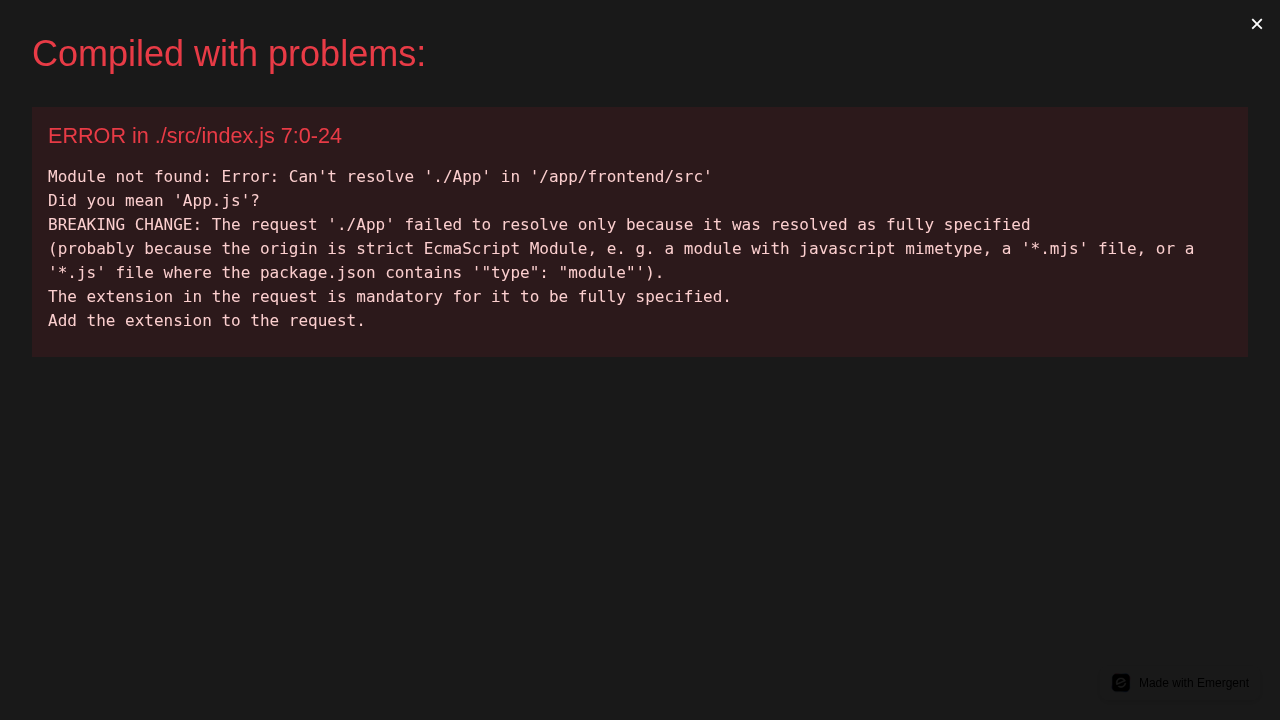 ×
Compiled with problems:
ERROR in ./src/index.js 7:0-24
Module not found: Error: Can't resolve './App' in '/app/frontend/src'
Did you mean 'App.js'?
BREAKING CHANGE: The request './App' failed to resolve only because it was resolved as fully specified
(probably because the origin is strict EcmaScript Module, e. g. a module with javascript mimetype, a '*.mjs' file, or a
'*.js' file where the package.json contains '"type": "module"').
The extension in the request is mandatory for it to be fully specified.
Add the extension to the request.
Made with Emergent